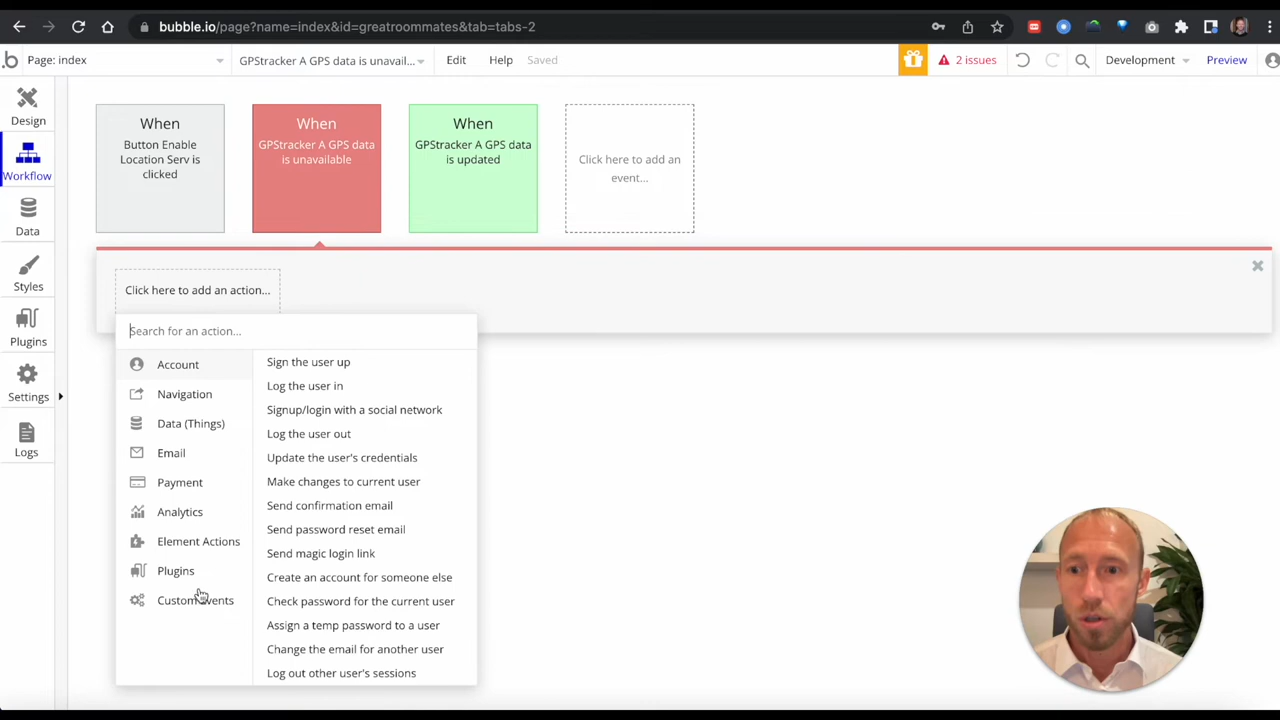 bubble.io/page?name=index&id=greatroommates&tab=tabs-2
b
Page: index
GPStracker A GPS data is unavail...
Edit
Help
Saved
2 issues
Development
Preview
Design
Workflow
Data
Styles
Plugins
Settings
Logs
When
Button Enable
Location Serv is
clicked
When
GPStracker A GPS data
is unavailable
When
GPStracker A GPS data
is updated
Click here to add an
event...
Click here to add an action...
Search for an action...
Account
Navigation
Data (Things)
Email
Payment
Analytics
Element Actions
Plugins
Custom Events
Sign the user up
Log the user in
Signup/login with a social network
Log the user out
Update the user's credentials
Make changes to current user
Send confirmation email
Send password reset email
Send magic login link
Create an account for someone else
Check password for the current user
Assign a temp password to a user
Change the email for another user
Log out other user's sessions